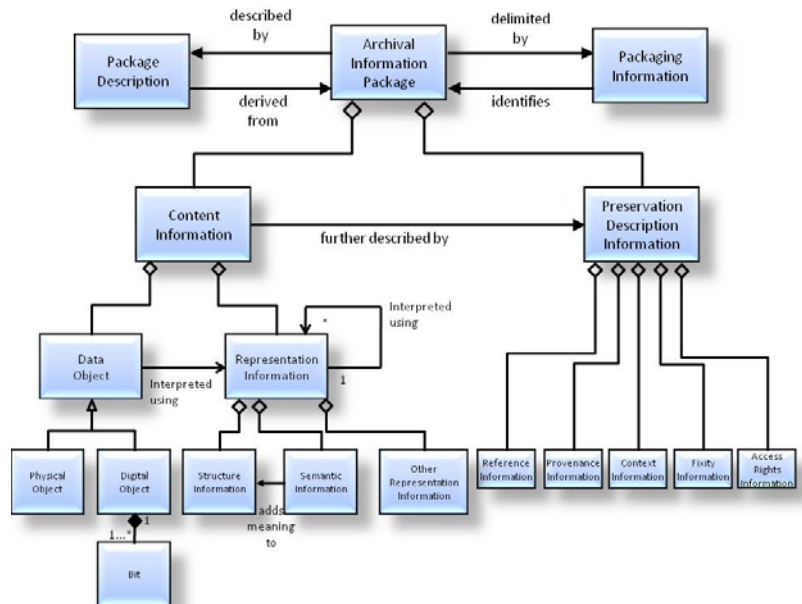 described
by
Package
Description
derived
from
Archival
Information
Package
delimited
by
Packaging
Information
identifies
Content
Information
further described by
Preservation
Description
Information
Data
Object
Interpreted
using
Representation
Information
*
1
Interpreted
using
Physical
Object
Digital
Object
1
1...*
Bit
Structure
Information
adds
meaning
to
Semantic
Information
Other
Representation
Information
Reference
Information
Provenance
Information
Context
Information
Fixity
Information
Access
Rights
Information